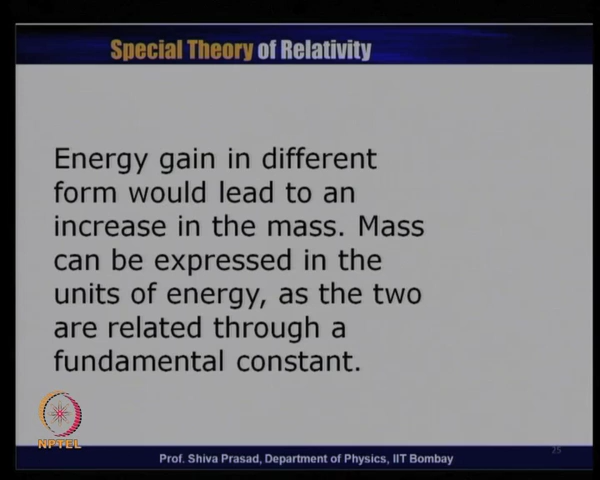 Special Theory of Relativity
Energy gain in different
form would lead to an
increase in the mass. Mass
can be expressed in the
units of energy, as the two
are related through a
fundamental constant.
NPTEL
25
Prof. Shiva Prasad, Department of Physics, IIT Bombay